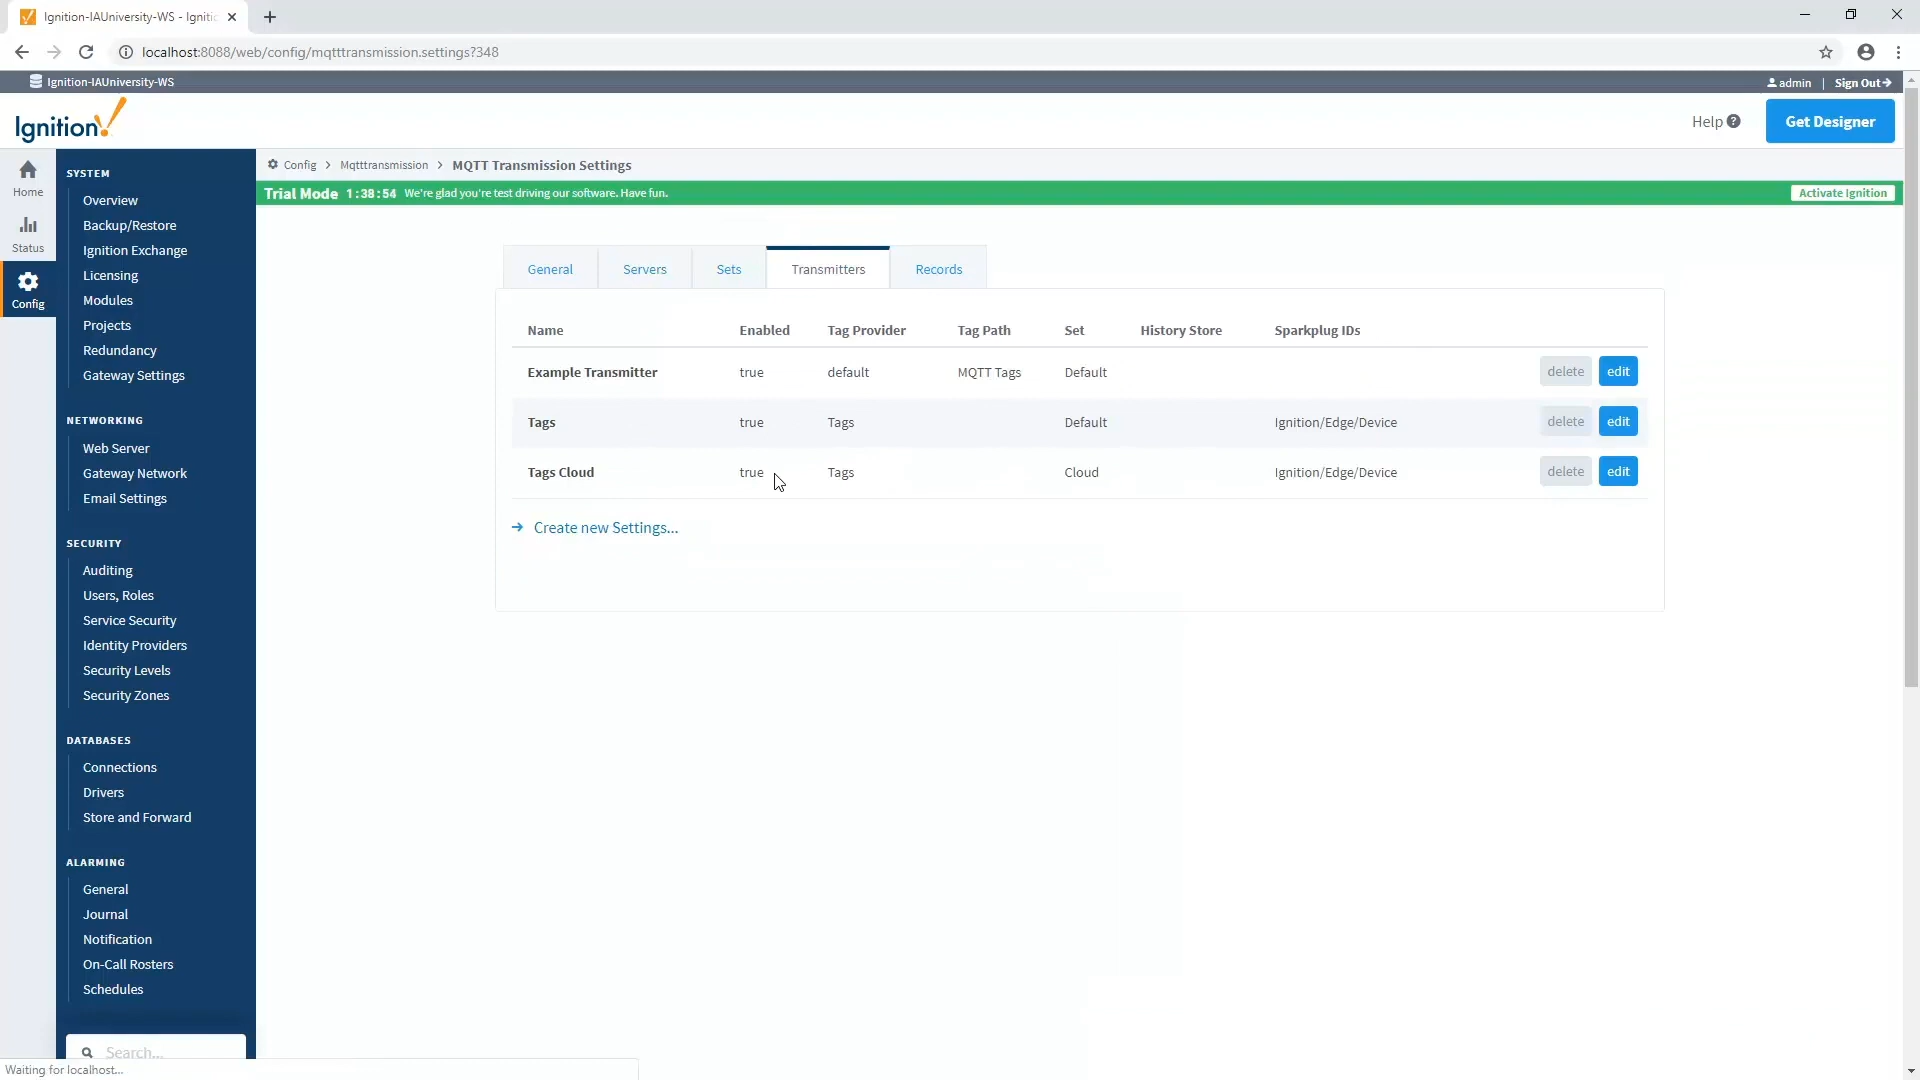 Ignition-IAUniversity-WS - Igniti
localhost:8088/web/config/mqtttransmission.settings?348
Ignition-IAUniversity-WS
admin | Sign Out
Ignition!
Help ?
Get Designer
Home
Status
Config
SYSTEM
Overview
Backup/Restore
Ignition Exchange
Licensing
Modules
Projects
Redundancy
Gateway Settings
NETWORKING
Web Server
Gateway Network
Email Settings
SECURITY
Auditing
Users, Roles
Service Security
Identity Providers
Security Levels
Security Zones
DATABASES
Connections
Drivers
Store and Forward
ALARMING
General
Journal
Notification
On-Call Rosters
Schedules
Search...
Config > Mqtttransmission > MQTT Transmission Settings
Trial Mode 1:38:54 We're glad you're test driving our software. Have fun.
Activate Ignition
General Servers Sets Transmitters Records
Name Enabled Tag Provider Tag Path Set History Store Sparkplug IDs
Example Transmitter true default MQTT Tags Default delete edit
Tags true Tags Default Ignition/Edge/Device delete edit
Tags Cloud true Tags Cloud Ignition/Edge/Device delete edit
→ Create new Settings...
Waiting for localhost...